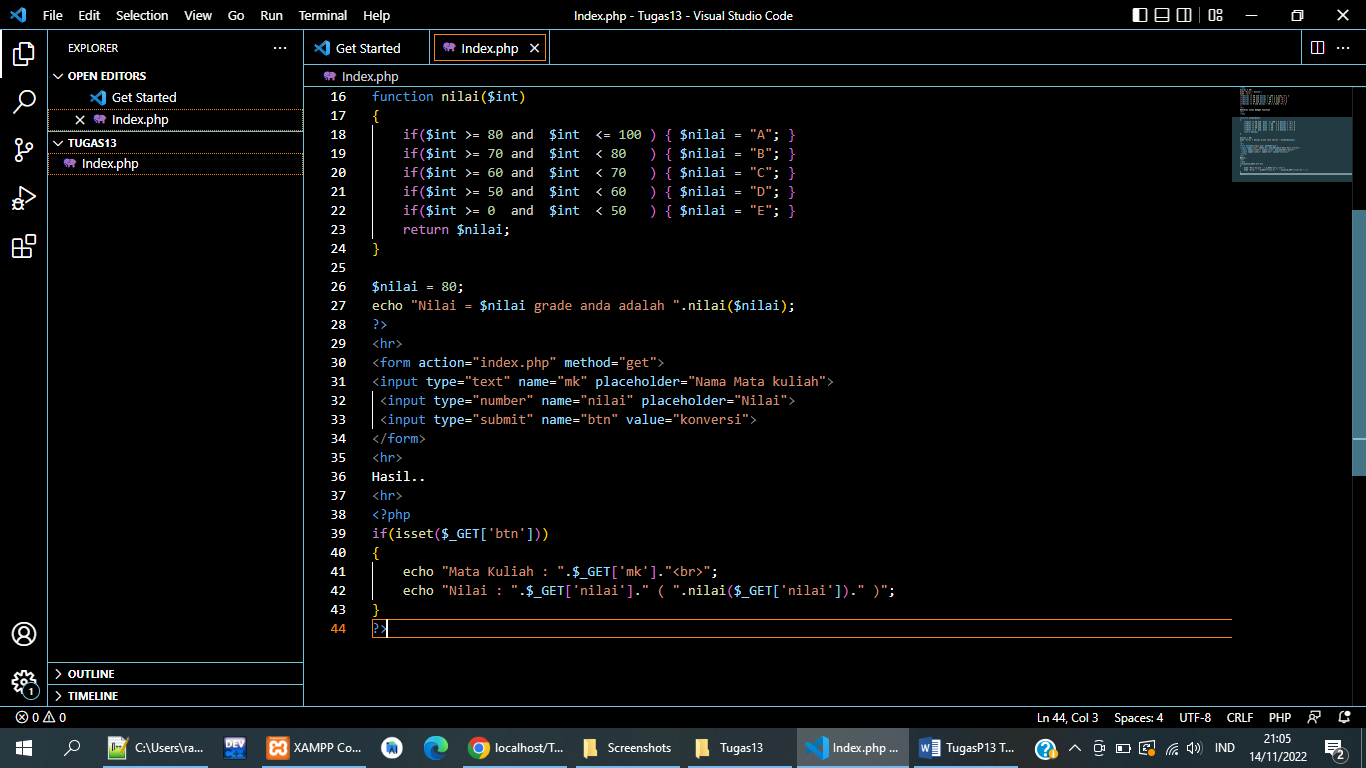 File Edit Selection View Go Run Terminal Help Index.php - Tugas13 - Visual Studio Code
EXPLORER
OPEN EDITORS
Get Started
Index.php
TUGAS13
Index.php
OUTLINE
TIMELINE
Get Started Index.php
Index.php
16 function nilai($int)
17 {
18 if($int >= 80 and $int <= 100 ) { $nilai = "A"; }
19 if($int >= 70 and $int < 80 ) { $nilai = "B"; }
20 if($int >= 60 and $int < 70 ) { $nilai = "C"; }
21 if($int >= 50 and $int < 60 ) { $nilai = "D"; }
22 if($int >= 0 and $int < 50 ) { $nilai = "E"; }
23 return $nilai;
24 }
25
26 $nilai = 80;
27 echo "Nilai = $nilai grade anda adalah ".nilai($nilai);
28 ?>
29 <hr>
30 <form action="index.php" method="get">
31 <input type="text" name="mk" placeholder="Nama Mata kuliah">
32 <input type="number" name="nilai" placeholder="Nilai">
33 <input type="submit" name="btn" value="konversi">
34 </form>
35 <hr>
36 Hasil..
37 <hr>
38 <?php
39 if(isset($_GET['btn']))
40 {
41 echo "Mata Kuliah : ".$_GET['mk']."<br>";
42 echo "Nilai : ".$_GET['nilai']." ( ".nilai($_GET['nilai'])." )";
43 }
44 ?>
1
0 0 Ln 44, Col 3 Spaces: 4 UTF-8 CRLF PHP
C:\Users\ra... DEV XAMPP Co... localhost/T... Screenshots Tugas13 Index.php ... TugasP13 T... IND 21:05
14/11/2022 2